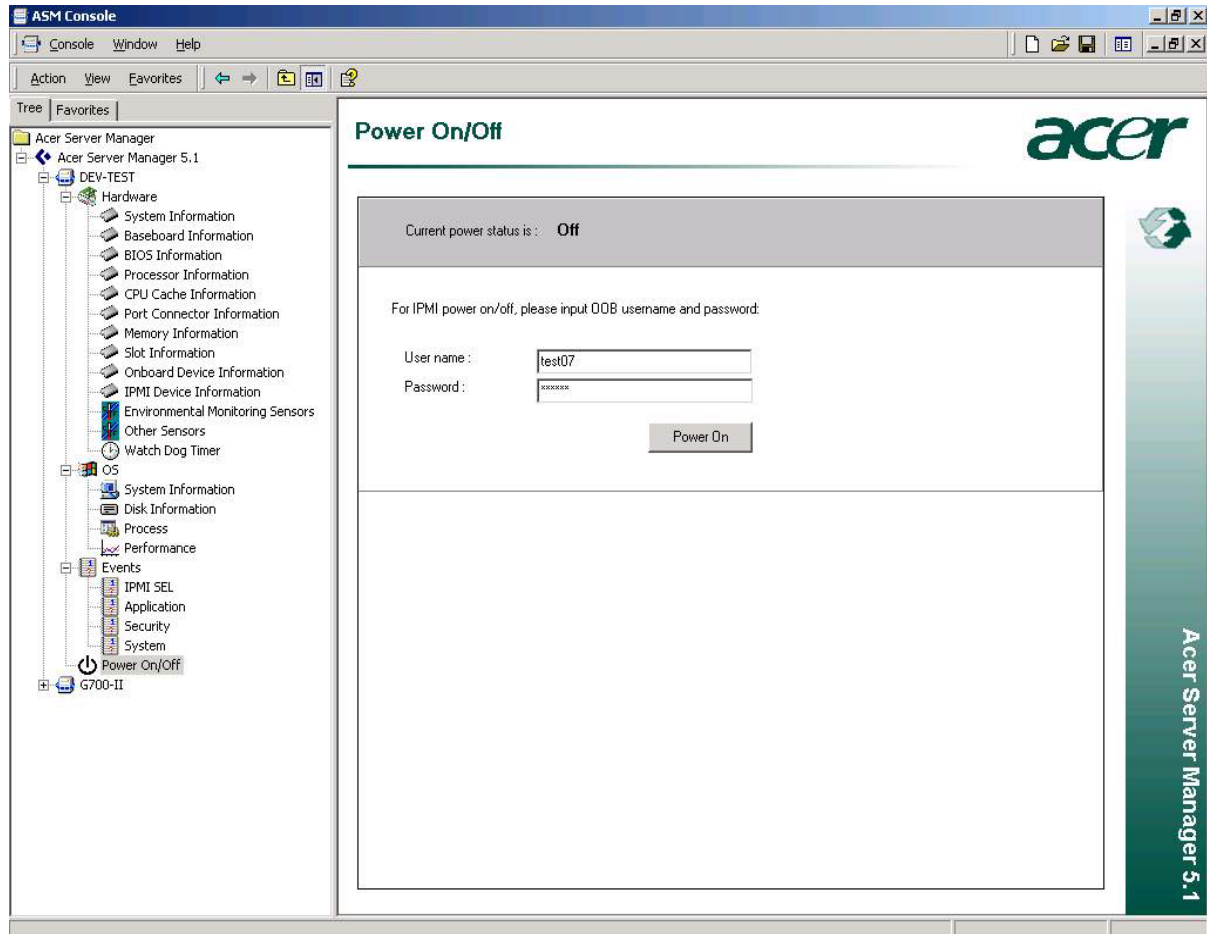 ASM Console
Console Window Help
Action View Favorites
Tree Favorites
Acer Server Manager
Acer Server Manager 5.1
DEV-TEST
Hardware
System Information
Baseboard Information
BIOS Information
Processor Information
CPU Cache Information
Port Connector Information
Memory Information
Slot Information
Onboard Device Information
IPMI Device Information
Environmental Monitoring Sensors
Other Sensors
Watch Dog Timer
OS
System Information
Disk Information
Process
Performance
Events
IPMI SEL
Application
Security
System
Power On/Off
G700-II
Power On/Off
acer
Current power status is : Off
For IPMI power on/off, please input OOB username and password:
User name : test07
Password : xxxxxx
Power On
Acer Server Manager 5.1